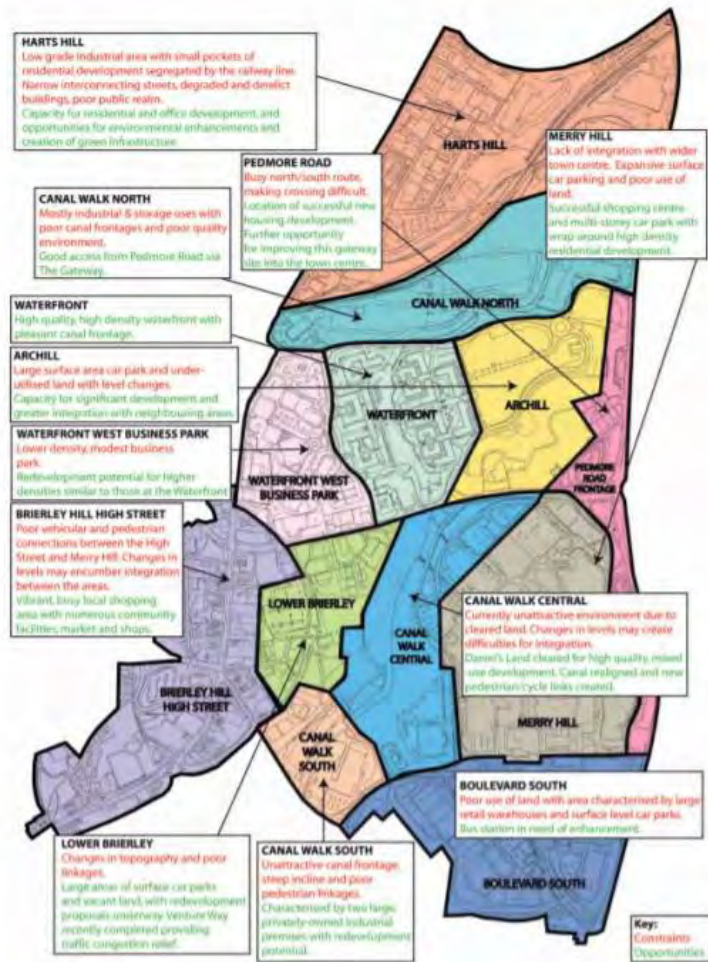 HARTS HILL
Low grade industrial area with small pockets of
residential development segregated by the railway line.
Narrow interconnecting streets, degraded and derelict
buildings, poor public realm.
Capacity for residential and office development, and
opportunities for environmental enhancements and
creation of green infrastructure
HARTS HILL
MERRY HILL
Lack of integration with wider
town centre. Expansive surface
car parking and poor use of
land.
Successful shopping centre
and multi-storey car park with
wrap around high density
residential development.
PEDMORE ROAD
Busy north/south route,
making crossing difficult.
Location of successful new
housing development.
Further opportunity
for improving this gateway
site into the town centre.
CANAL WALK NORTH
Mostly industrial & storage uses with
poor canal frontages and poor quality
environment.
Good access from Pedmore Road via
The Gateway.
CANAL WALK NORTH
WATERFRONT
High quality, high density waterfront with
pleasant canal frontage.
ARCHILL
Large surface area car park and under-
utilised land with level changes.
Capacity for significant development and
greater integration with neighbouring areas.
WATERFRONT
ARCHILL
WATERFRONT WEST BUSINESS PARK
Lower density, modest business
park.
Redevelopment potential for higher
densities similar to those at the Waterfront
WATERFRONT WEST
BUSINESS PARK
PEDMORE
ROAD
FRONTAGE
BRIERLEY HILL HIGH STREET
Poor vehicular and pedestrian
connections between the High
Street and Merry Hill. Changes in
levels may encumber integration
between the areas.
Vibrant, busy local shopping
area with numerous community
facilities, market and shops.
LOWER BRIERLEY
CANAL
WALK
CENTRAL
CANAL WALK CENTRAL
Currently unattractive environment due to
cleared land. Changes in levels may create
difficulties for integration.
Daniel's Land cleared for high quality, mixed
-use development. Canal realigned and new
pedestrian/cycle links created.
BRIERLEY HILL
HIGH STREET
MERRY HILL
CANAL
WALK
SOUTH
BOULEVARD SOUTH
Poor use of land with area characterised by large
retail warehouses and surface level car parks.
Bus station in need of enhancement.
LOWER BRIERLEY
Changes in topography and poor
linkages.
Large areas of surface car parks
and vacant land, with redevelopment
proposals underway. Venture Way
recently completed providing
traffic congestion relief.
CANAL WALK SOUTH
Unattractive canal frontage,
steep incline and poor
pedestrian linkages.
Characterised by two large,
privately-owned industrial
premises with redevelopment
potential.
BOULEVARD SOUTH
Key:
Constraints
Opportunities